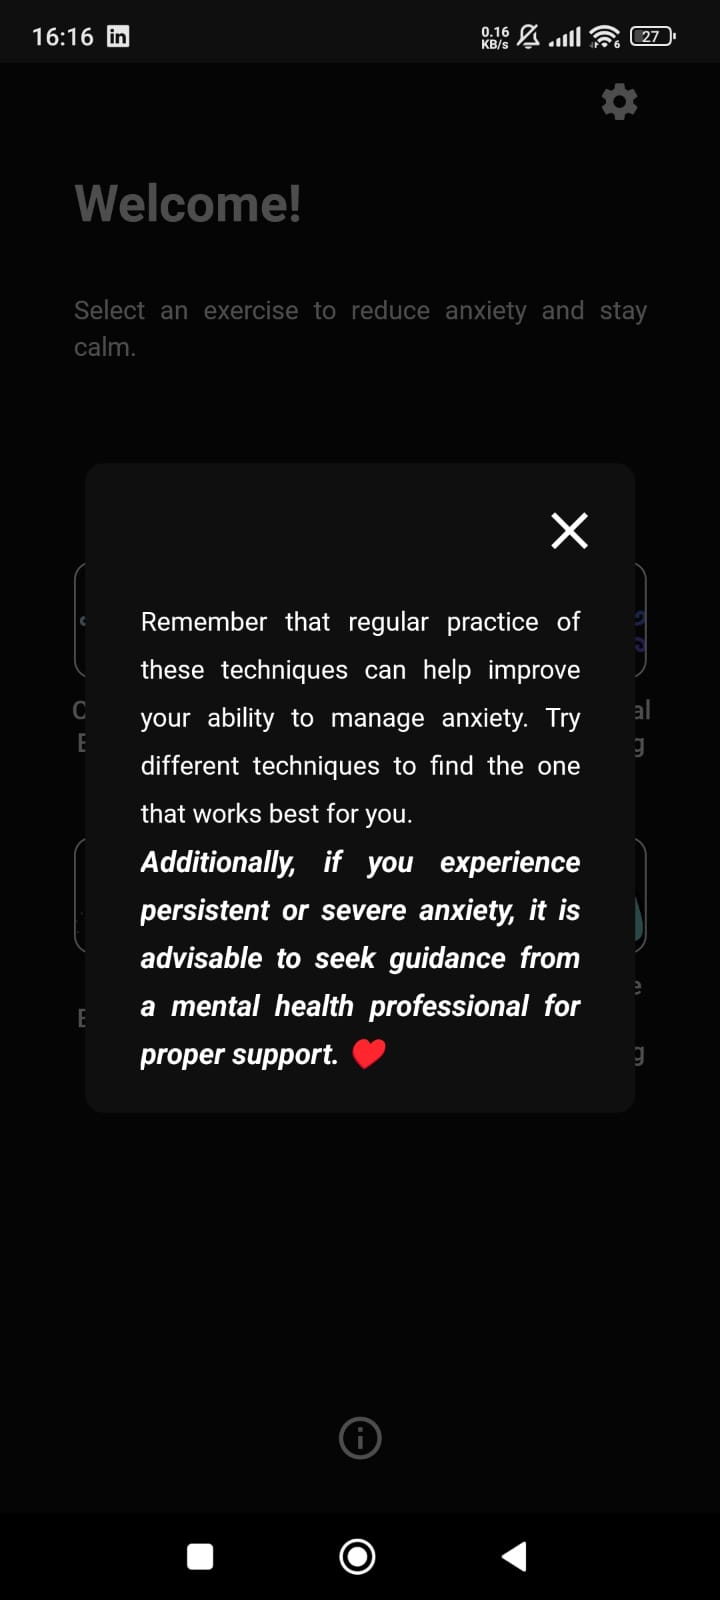 16:16 in 0.16 KB/s 6 27
Welcome!
Select an exercise to reduce anxiety and stay
calm.
Remember that regular practice of
these techniques can help improve
your ability to manage anxiety. Try
different techniques to find the one
that works best for you.
Additionally, if you experience
persistent or severe anxiety, it is
advisable to seek guidance from
a mental health professional for
proper support. ❤️